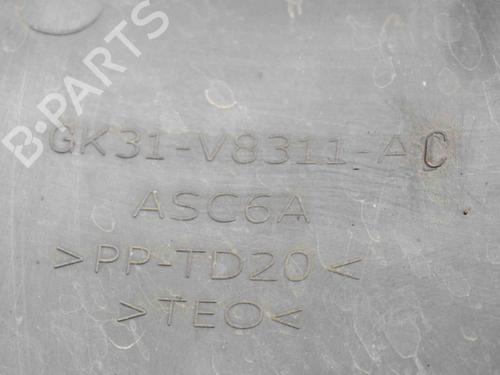 B-PARTS
GK31-V8311-AC
ASC6A
>PP-TD20<
>TEO<